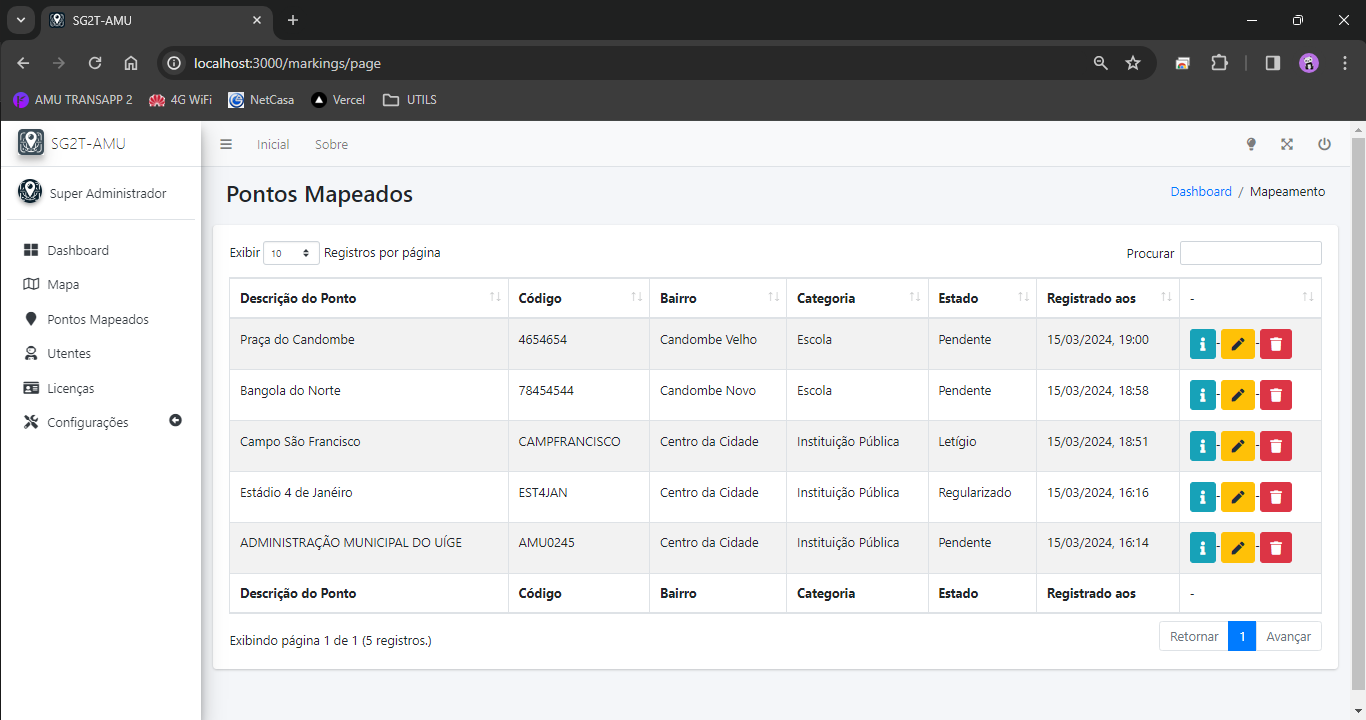 SG2T-AMU
localhost:3000/markings/page
AMU TRANSAPP 2 4G WiFi NetCasa Vercel UTILS
SG2T-AMU
Inicial Sobre
Super Administrador
Pontos Mapeados
Dashboard / Mapeamento
Dashboard
Mapa
Pontos Mapeados
Utentes
Licenças
Configurações
Exibir 10 Registros por página
Procurar
Descrição do Ponto Código Bairro Categoria Estado Registrado aos -
Praça do Candombe 4654654 Candombe Velho Escola Pendente 15/03/2024, 19:00 - -
Bangola do Norte 78454544 Candombe Novo Escola Pendente 15/03/2024, 18:58 - -
Campo São Francisco CAMPFRANCISCO Centro da Cidade Instituição Pública Letígio 15/03/2024, 18:51 - -
Estádio 4 de Janéiro EST4JAN Centro da Cidade Instituição Pública Regularizado 15/03/2024, 16:16 - -
ADMINISTRAÇÃO MUNICIPAL DO UÍGE AMU0245 Centro da Cidade Instituição Pública Pendente 15/03/2024, 16:14 - -
Descrição do Ponto Código Bairro Categoria Estado Registrado aos -
Exibindo página 1 de 1 (5 registros.)
Retornar 1 Avançar